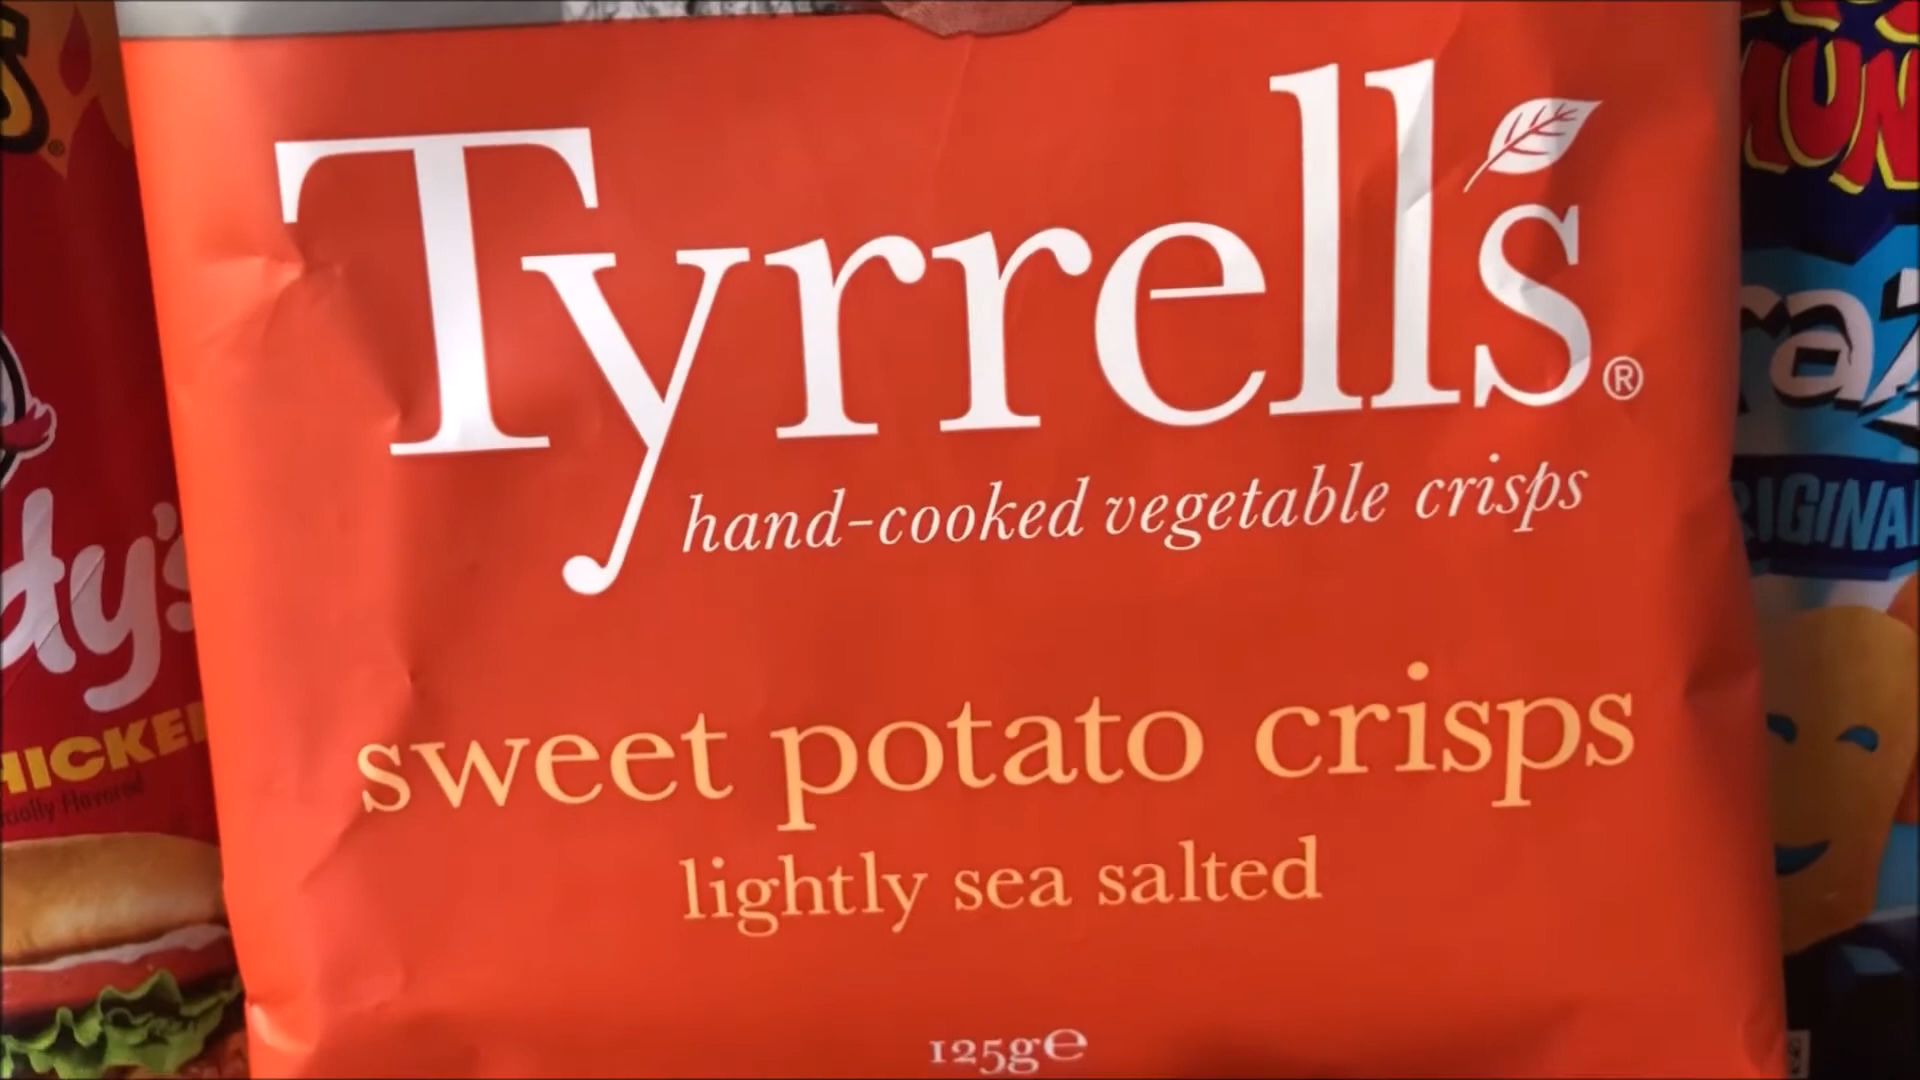 Tyrrell's®
hand-cooked vegetable crisps
sweet potato crisps
lightly sea salted
125g℮